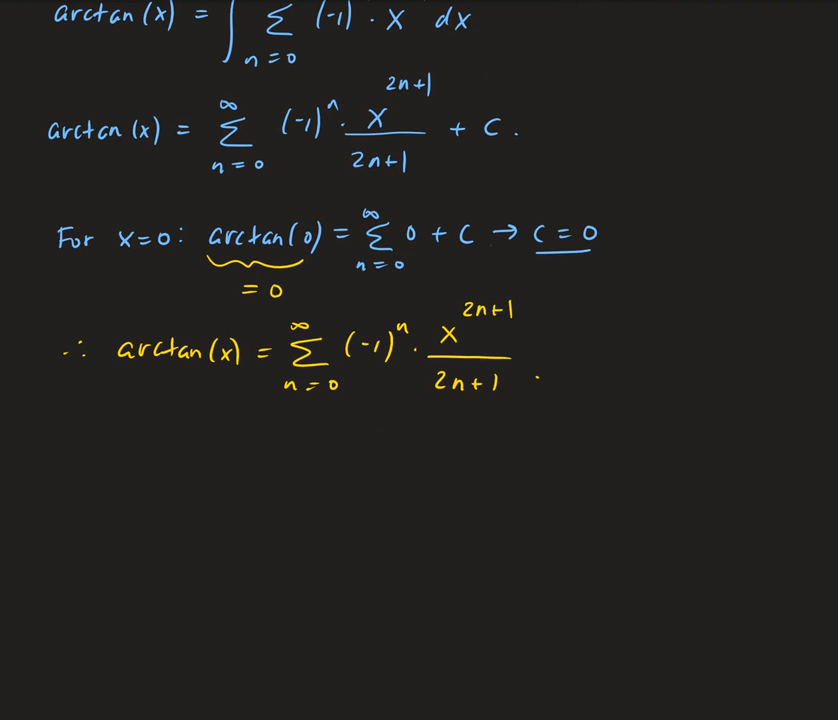 arctan(x) = ∫ ∑ n=0 (-1) · x dx
arctan(x) = ∑ n=0 ∞ (-1)^n · x^(2n+1) / 2n+1 + C.
For x=0: arctan(0) = ∑ n=0 ∞ 0 + C → C = 0
= 0
∴ arctan(x) = ∑ n=0 ∞ (-1)^n · x^(2n+1) / 2n+1 .